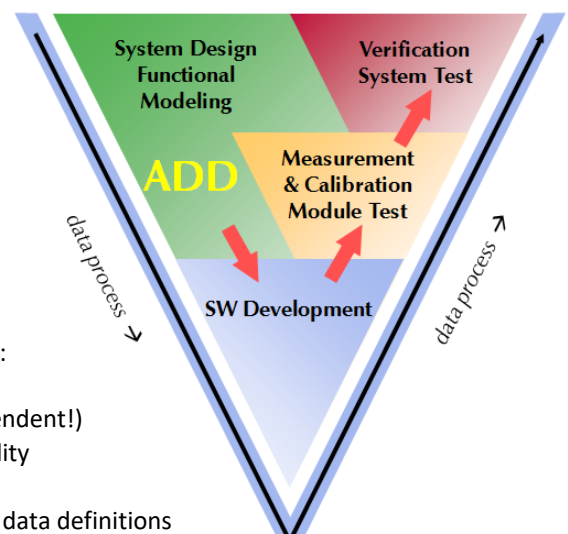 System Design
Functional
Modeling
Verification
System Test
ADD
Measurement
& Calibration
Module Test
data process
data process
SW Development
:
endent!)
lity
data definitions